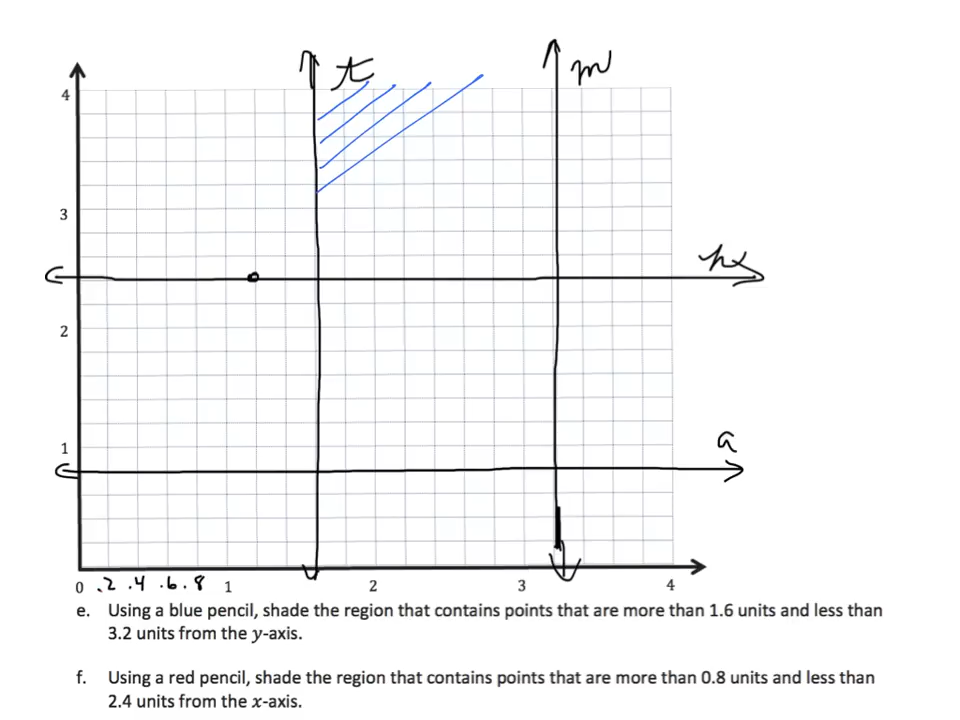 t
m
4
3
h
2
a
1
0 .2 .4 .6 .8 1 2 3 4
e. Using a blue pencil, shade the region that contains points that are more than 1.6 units and less than
3.2 units from the y-axis.
f. Using a red pencil, shade the region that contains points that are more than 0.8 units and less than
2.4 units from the x-axis.